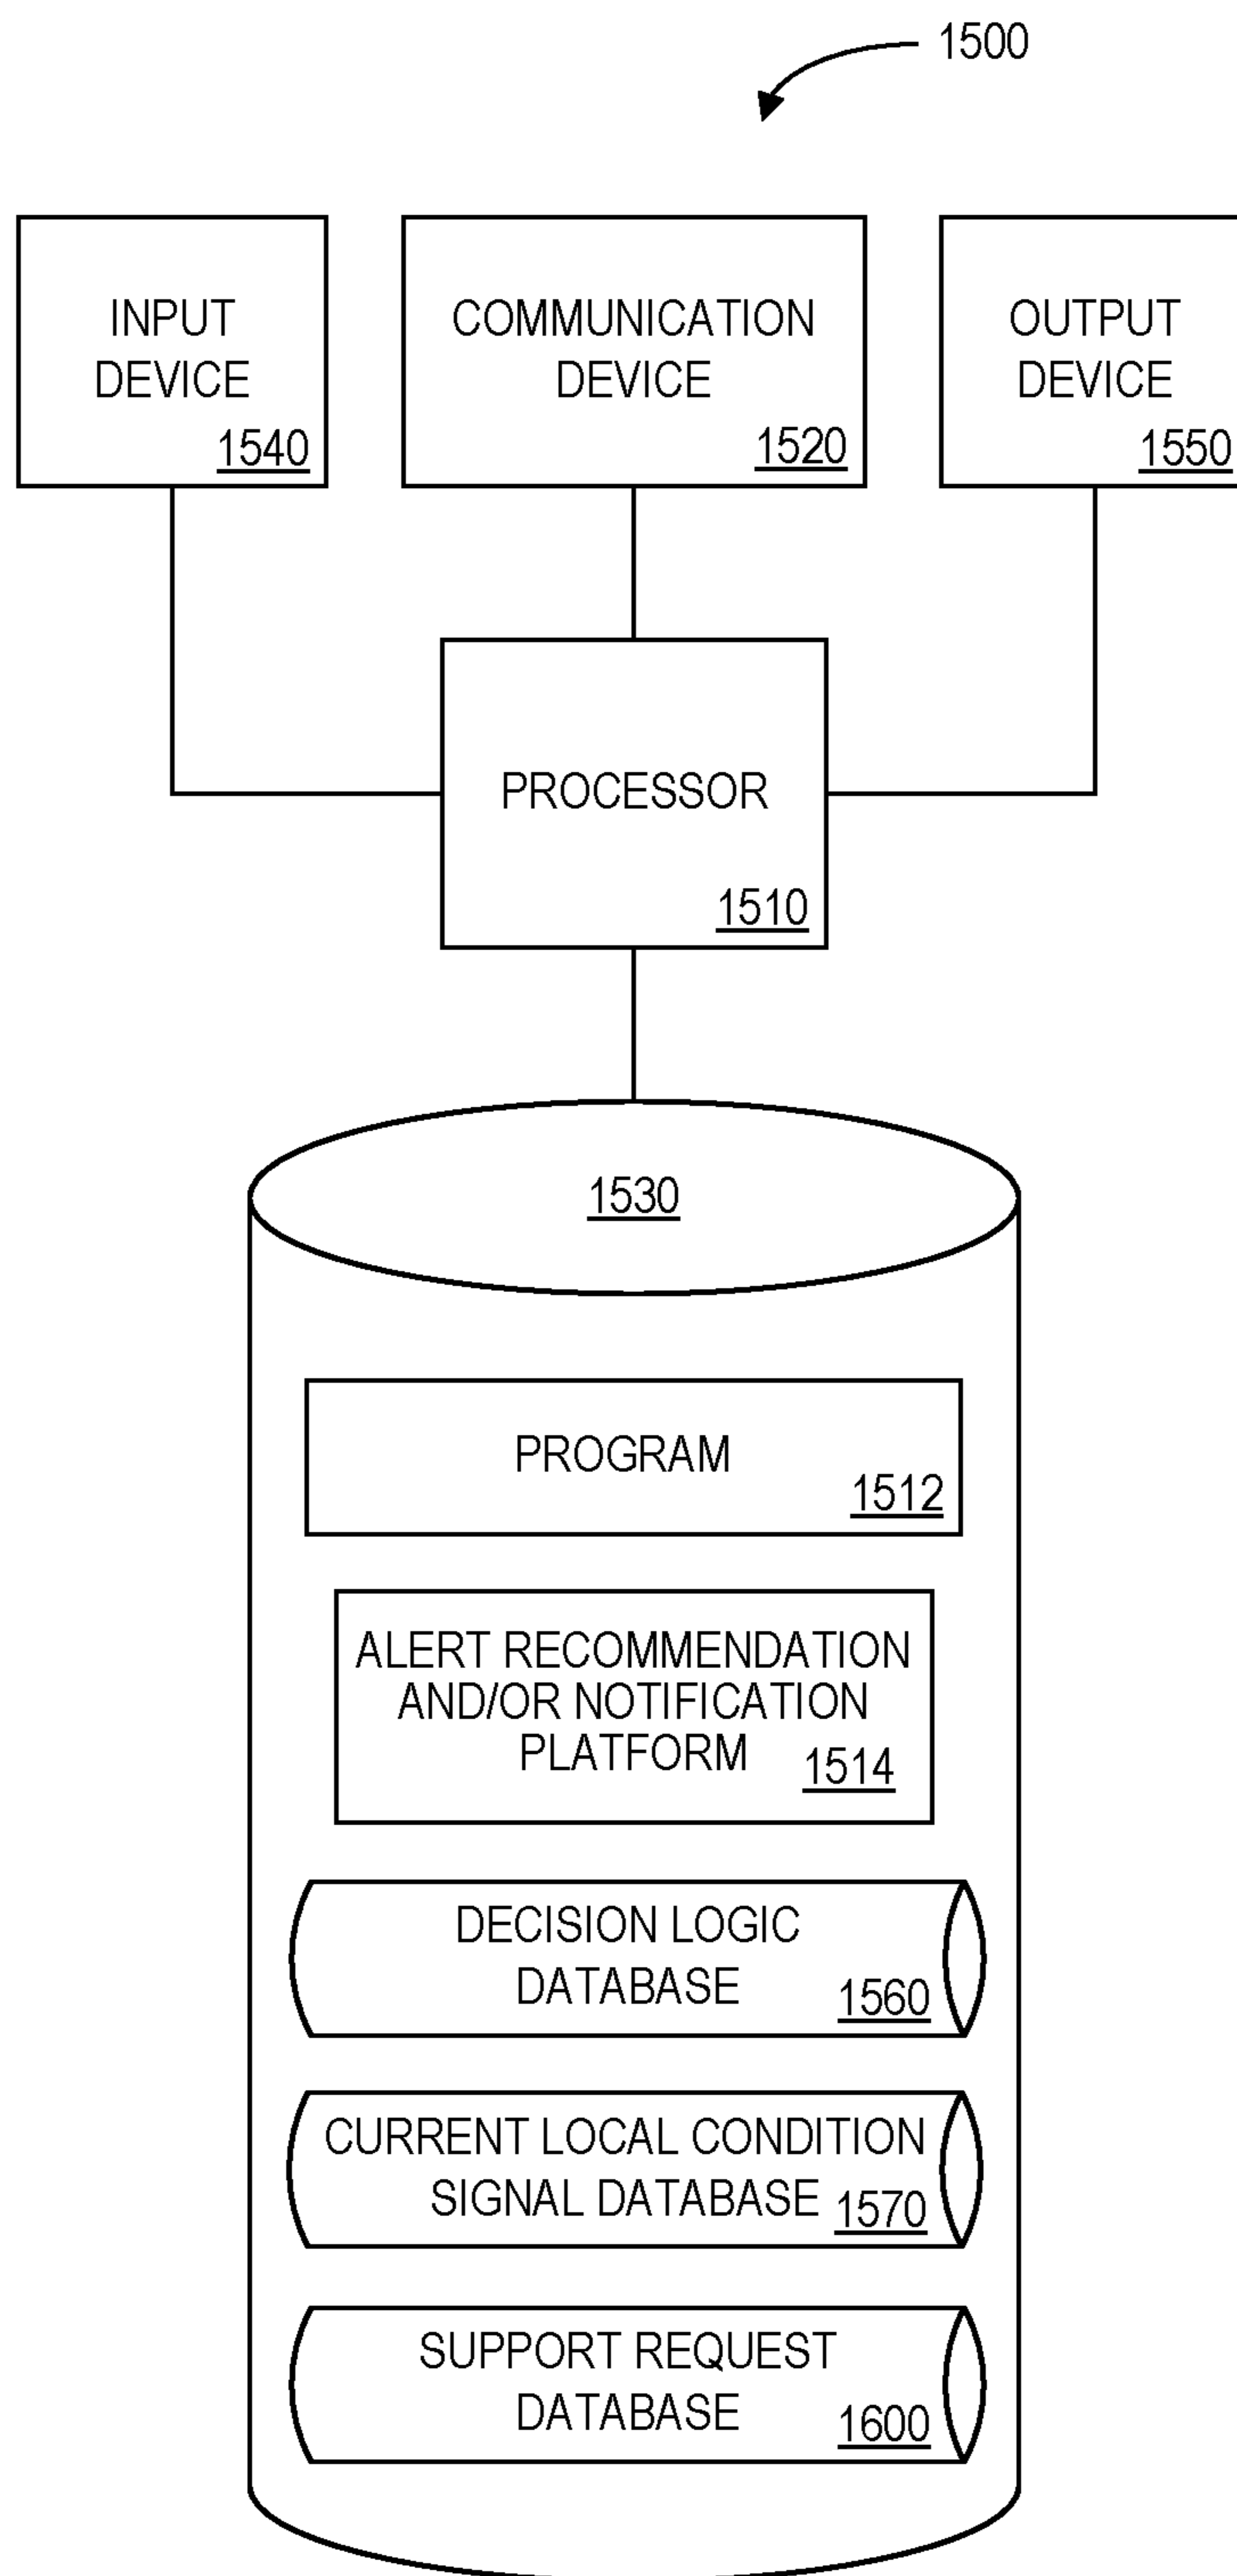 1500
INPUT
DEVICE
1540
COMMUNICATION
DEVICE
1520
OUTPUT
DEVICE
1550
PROCESSOR
1510
1530
PROGRAM
1512
ALERT RECOMMENDATION
AND/OR NOTIFICATION
PLATFORM
1514
DECISION LOGIC
DATABASE
1560
CURRENT LOCAL CONDITION
SIGNAL DATABASE
1570
SUPPORT REQUEST
DATABASE
1600